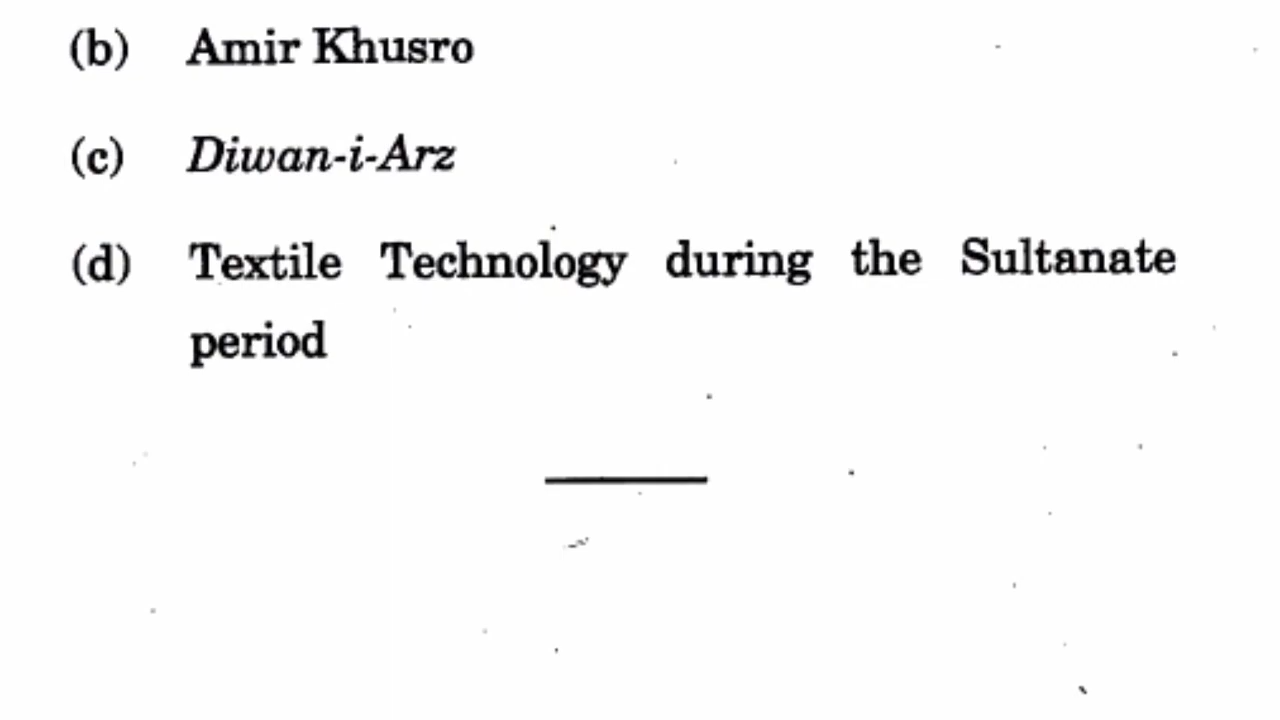 (b) Amir Khusro
(c) Diwan-i-Arz
(d) Textile Technology during the Sultanate
period